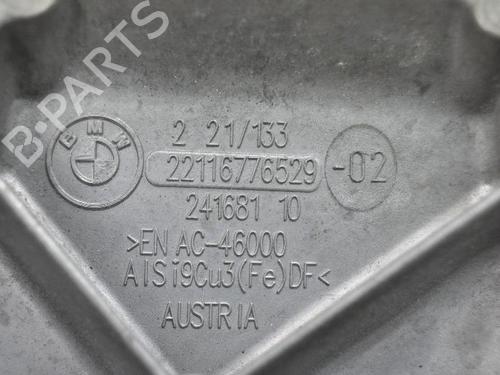 B-PARTS
BMW
2 21/133
22116776529
-02
241681 10
>EN AC-46000
AlSi9Cu3(Fe)DF<
AUSTRIA